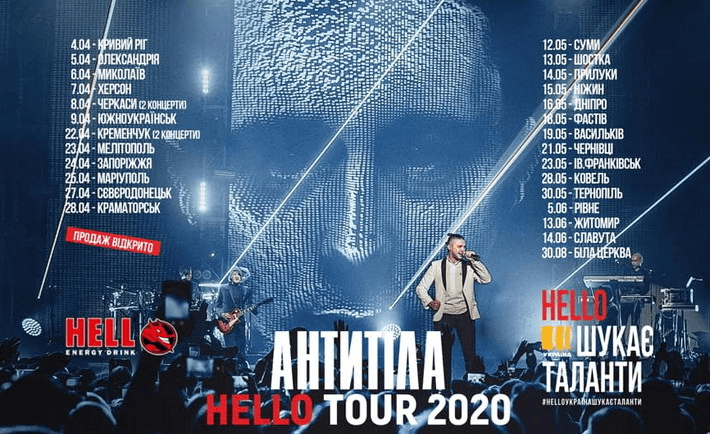 4.04 - КРИВИЙ РІГ
5.04 - ОЛЕКСАНДРІЯ
6.04 - МИКОЛАЇВ
7.04 - ХЕРСОН
8.04 - ЧЕРКАСИ (2 КОНЦЕРТИ)
9.04 - ЮЖНОУКРАЇНСЬК
22.04 - КРЕМЕНЧУК (2 КОНЦЕРТИ)
23.04 - МЕЛІТОПОЛЬ
24.04 - ЗАПОРІЖЖЯ
25.04 - МАРІУПОЛЬ
27.04 - СЄВЄРОДОНЕЦЬК
28.04 - КРАМАТОРСЬК
ПРОДАЖ ВІДКРИТО
12.05 - СУМИ
13.05 - ШОСТКА
14.05 - ПРИЛУКИ
15.05 - НІЖИН
16.05 - ДНІПРО
18.05 - ФАСТІВ
19.05 - ВАСИЛЬКІВ
21.05 - ЧЕРНІВЦІ
23.05 - ІВ.ФРАНКІВСЬК
28.05 - КОВЕЛЬ
30.05 - ТЕРНОПІЛЬ
5.06 - РІВНЕ
13.06 - ЖИТОМИР
14.06 - СЛАВУТА
30.08 - БІЛА ЦЕРКВА
HELL
ENERGY DRINK
АНТИТІЛА
HELLO TOUR 2020
HELLO
УКРАЇНА
ШУКАЄ
ТАЛАНТИ
#HELLOУКРАЇНАШУКАЄТАЛАНТИ